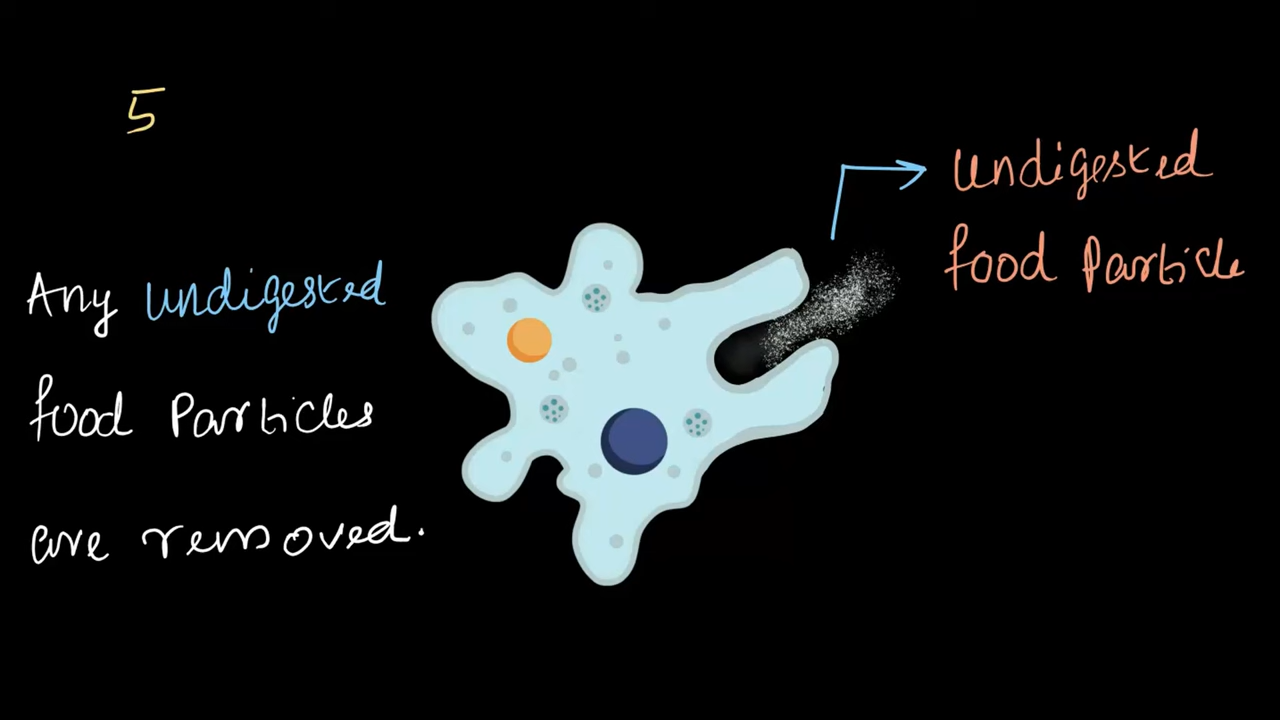 5
Any undigested
food Particles
are removed.
undigested
food Particle